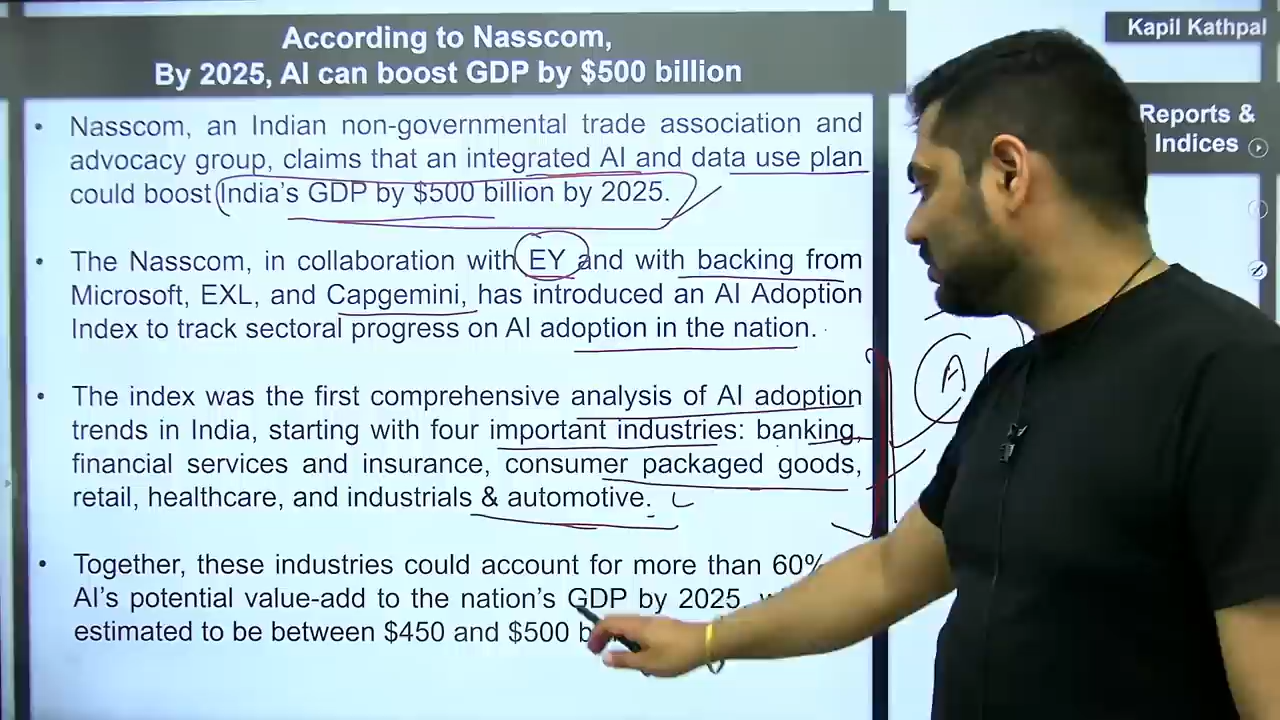 According to Nasscom,
By 2025, AI can boost GDP by $500 billion
Kapil Kathpal
Reports &
Indices
• Nasscom, an Indian non-governmental trade association and
advocacy group, claims that an integrated AI and data use plan
could boost India's GDP by $500 billion by 2025.
• The Nasscom, in collaboration with EY and with backing from
Microsoft, EXL, and Capgemini, has introduced an AI Adoption
Index to track sectoral progress on AI adoption in the nation.
• The index was the first comprehensive analysis of AI adoption
trends in India, starting with four important industries: banking,
financial services and insurance, consumer packaged goods,
retail, healthcare, and industrials & automotive.
• Together, these industries could account for more than 60%
AI's potential value-add to the nation's GDP by 2025,
estimated to be between $450 and $500
A